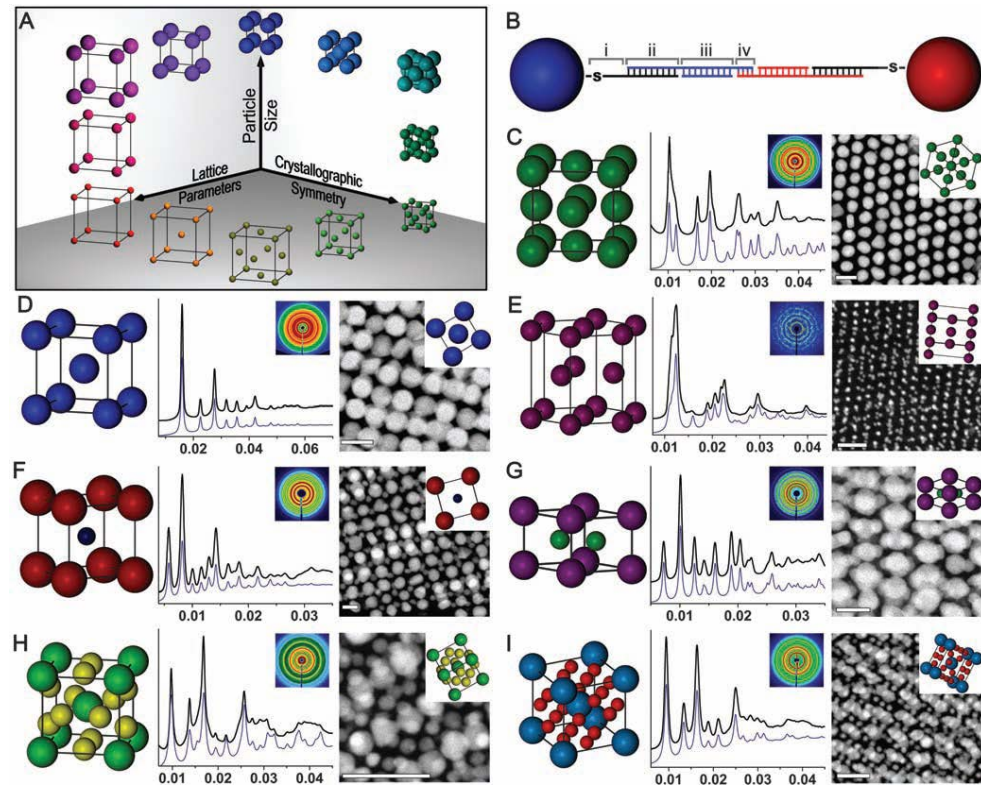 A
Particle
Size
Lattice
Parameters
Crystallographic
Symmetry
B
i ii iii iv
S
S
C
0.01 0.02 0.03 0.04
D
0.02 0.04 0.06
E
0.01 0.02 0.03 0.04
F
0.01 0.02 0.03
G
0.01 0.02 0.03
H
0.01 0.02 0.03 0.04
I
0.01 0.02 0.03 0.04